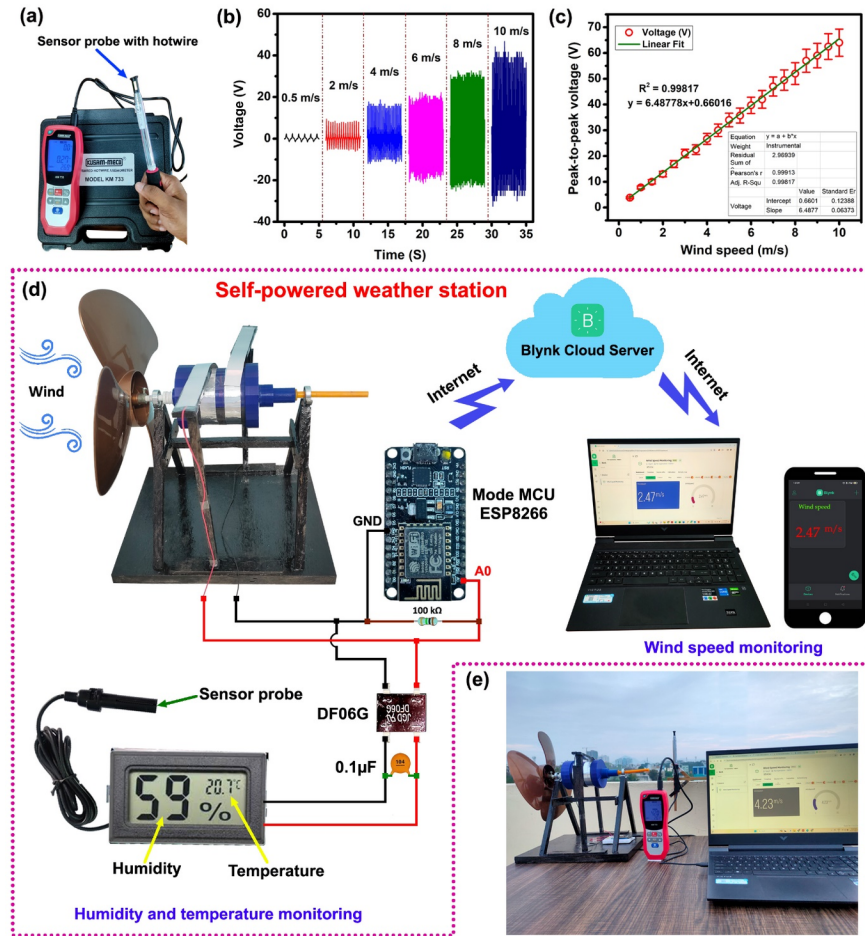 (a)
Sensor probe with hotwire
KUSAM-MECO
MODEL KM 733
(b)
Voltage (V)
60
40
20
0
-20
-40
0.5 m/s
2 m/s
4 m/s
6 m/s
8 m/s
10 m/s
0 5 10 15 20 25 30 35
Time (S)
(c)
Peak-to-peak voltage (V)
70
60
50
40
30
20
10
0
Voltage (V)
Linear Fit
R² = 0.99817
y = 6.48778x+0.66016
Equation y = a + b*x
Weight Instrumental
Residual Sum of 2.96939
Pearson's r 0.99913
Adj. R-Squ 0.99817
Value Standard Er
Voltage Intercept 0.6601 0.12388
Slope 6.4877 0.06373
0 2 4 6 8 10
Wind speed (m/s)
(d)
Self-powered weather station
Wind
Internet
B
Blynk Cloud Server
Internet
Mode MCU
ESP8266
GND
WiFi
A0
100 kΩ
2.47 m/s
Blynk
Wind speed
2.47 m/s
Wind speed monitoring
Sensor probe
DF06G
JGD
DF06G
0.1µF
104
59 %
20.7°C
Humidity
Temperature
Humidity and temperature monitoring
(e)
4.23 m/s